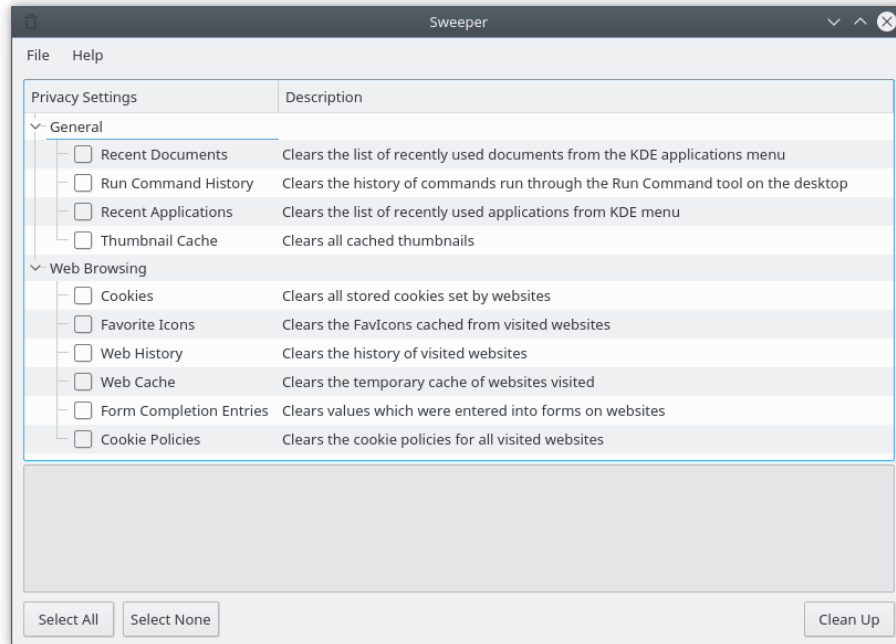 Sweeper
File Help
Privacy Settings Description
General
Recent Documents Clears the list of recently used documents from the KDE applications menu
Run Command History Clears the history of commands run through the Run Command tool on the desktop
Recent Applications Clears the list of recently used applications from KDE menu
Thumbnail Cache Clears all cached thumbnails
Web Browsing
Cookies Clears all stored cookies set by websites
Favorite Icons Clears the FavIcons cached from visited websites
Web History Clears the history of visited websites
Web Cache Clears the temporary cache of websites visited
Form Completion Entries Clears values which were entered into forms on websites
Cookie Policies Clears the cookie policies for all visited websites
Select All Select None Clean Up